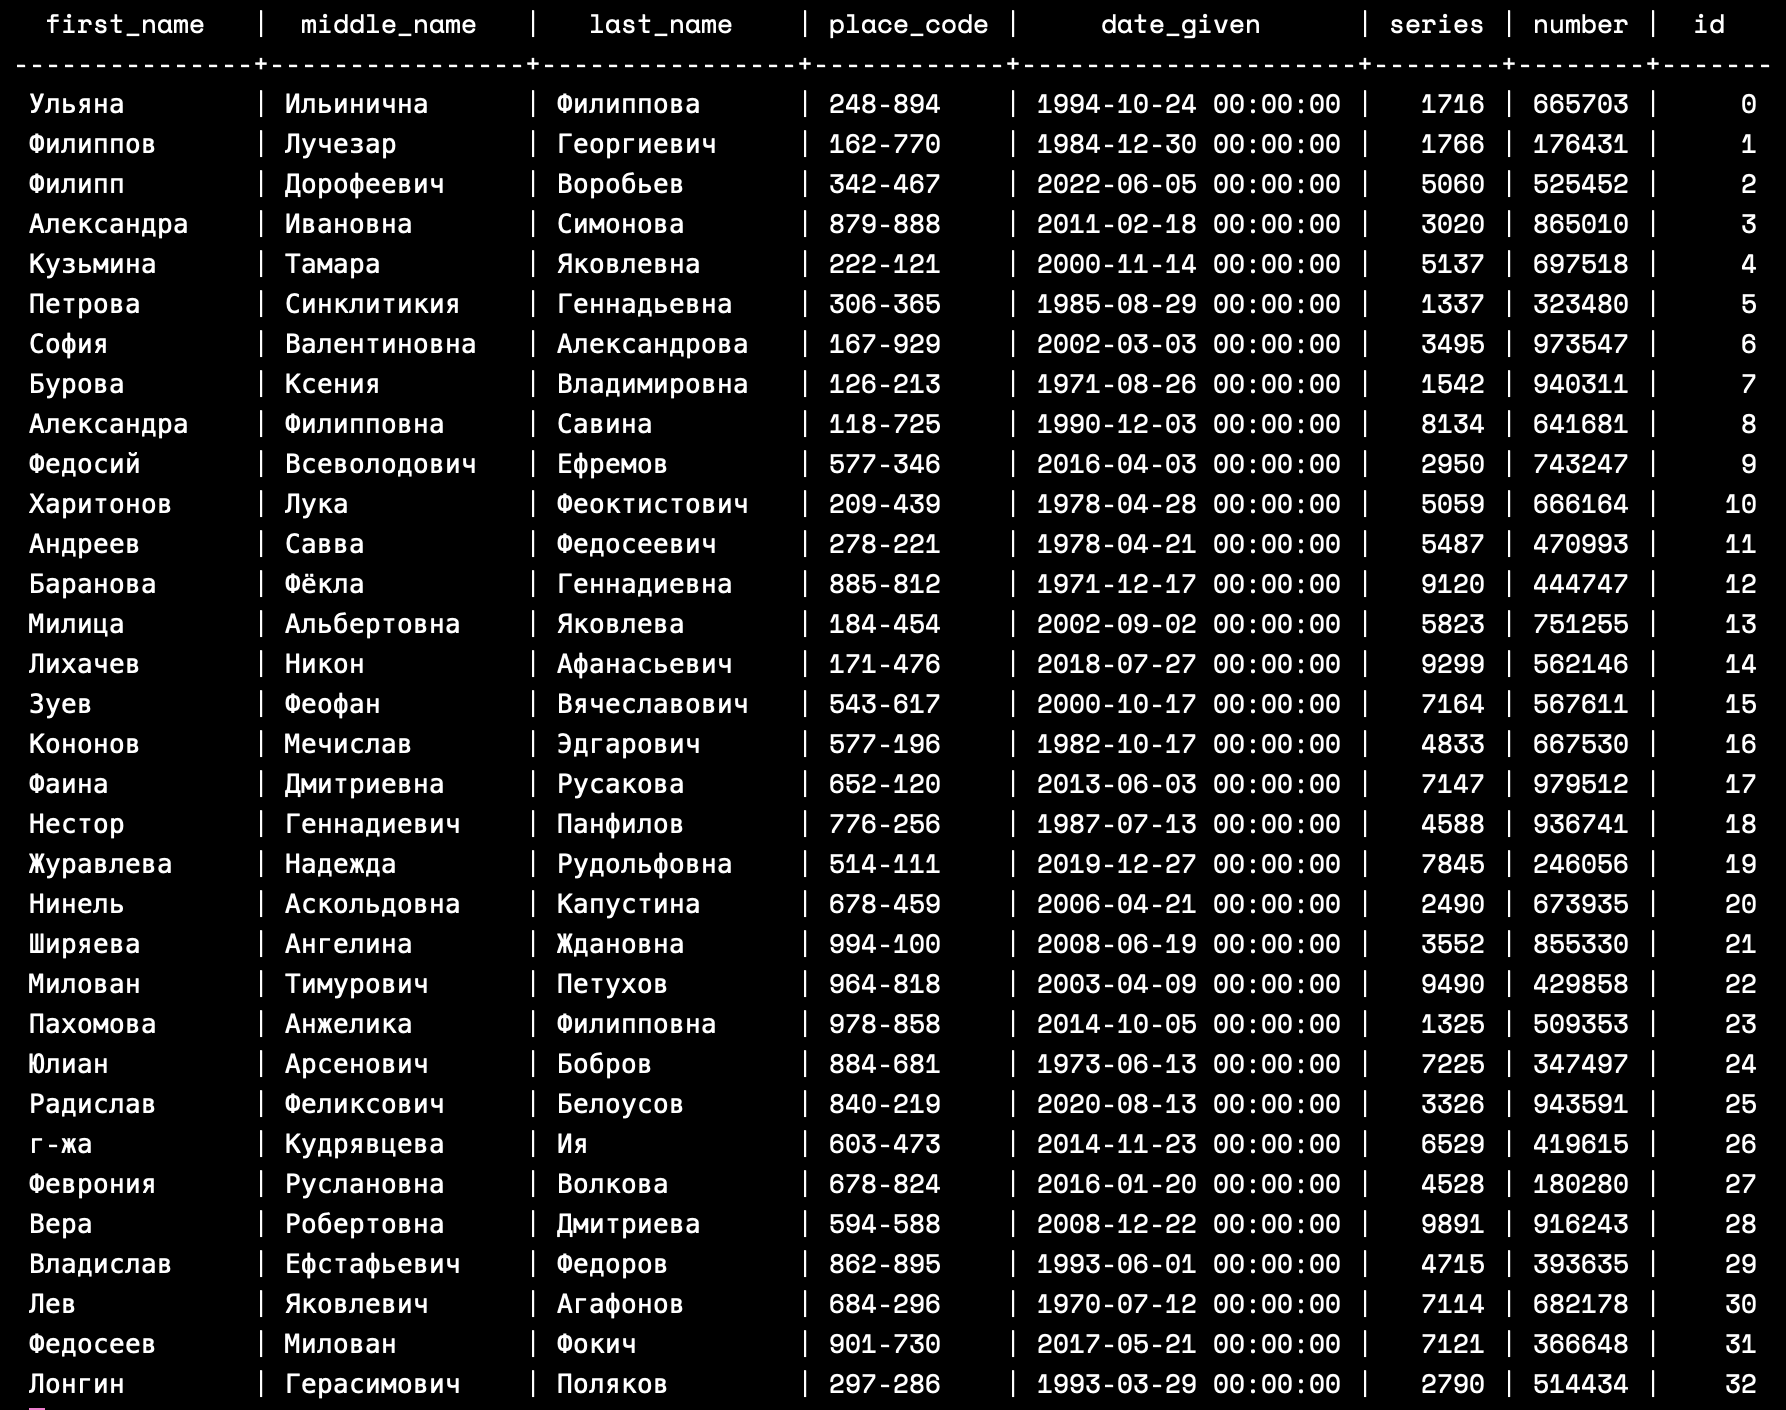 first_name | middle_name | last_name | place_code | date_given | series | number | id
---------------+----------------+----------------+------------+---------------------+--------+--------+-------
Ульяна | Ильинична | Филиппова | 248-894 | 1994-10-24 00:00:00 | 1716 | 665703 | 0
Филиппов | Лучезар | Георгиевич | 162-770 | 1984-12-30 00:00:00 | 1766 | 176431 | 1
Филипп | Дорофеевич | Воробьев | 342-467 | 2022-06-05 00:00:00 | 5060 | 525452 | 2
Александра | Ивановна | Симонова | 879-888 | 2011-02-18 00:00:00 | 3020 | 865010 | 3
Кузьмина | Тамара | Яковлевна | 222-121 | 2000-11-14 00:00:00 | 5137 | 697518 | 4
Петрова | Синклитикия | Геннадьевна | 306-365 | 1985-08-29 00:00:00 | 1337 | 323480 | 5
София | Валентиновна | Александрова | 167-929 | 2002-03-03 00:00:00 | 3495 | 973547 | 6
Бурова | Ксения | Владимировна | 126-213 | 1971-08-26 00:00:00 | 1542 | 940311 | 7
Александра | Филипповна | Савина | 118-725 | 1990-12-03 00:00:00 | 8134 | 641681 | 8
Федосий | Всеволодович | Ефремов | 577-346 | 2016-04-03 00:00:00 | 2950 | 743247 | 9
Харитонов | Лука | Феоктистович | 209-439 | 1978-04-28 00:00:00 | 5059 | 666164 | 10
Андреев | Савва | Федосеевич | 278-221 | 1978-04-21 00:00:00 | 5487 | 470993 | 11
Баранова | Фёкла | Геннадиевна | 885-812 | 1971-12-17 00:00:00 | 9120 | 444747 | 12
Милица | Альбертовна | Яковлева | 184-454 | 2002-09-02 00:00:00 | 5823 | 751255 | 13
Лихачев | Никон | Афанасьевич | 171-476 | 2018-07-27 00:00:00 | 9299 | 562146 | 14
Зуев | Феофан | Вячеславович | 543-617 | 2000-10-17 00:00:00 | 7164 | 567611 | 15
Кононов | Мечислав | Эдгарович | 577-196 | 1982-10-17 00:00:00 | 4833 | 667530 | 16
Фаина | Дмитриевна | Русакова | 652-120 | 2013-06-03 00:00:00 | 7147 | 979512 | 17
Нестор | Геннадиевич | Панфилов | 776-256 | 1987-07-13 00:00:00 | 4588 | 936741 | 18
Журавлева | Надежда | Рудольфовна | 514-111 | 2019-12-27 00:00:00 | 7845 | 246056 | 19
Нинель | Аскольдовна | Капустина | 678-459 | 2006-04-21 00:00:00 | 2490 | 673935 | 20
Ширяева | Ангелина | Ждановна | 994-100 | 2008-06-19 00:00:00 | 3552 | 855330 | 21
Милован | Тимурович | Петухов | 964-818 | 2003-04-09 00:00:00 | 9490 | 429858 | 22
Пахомова | Анжелика | Филипповна | 978-858 | 2014-10-05 00:00:00 | 1325 | 509353 | 23
Юлиан | Арсенович | Бобров | 884-681 | 1973-06-13 00:00:00 | 7225 | 347497 | 24
Радислав | Феликсович | Белоусов | 840-219 | 2020-08-13 00:00:00 | 3326 | 943591 | 25
г-жа | Кудрявцева | Ия | 603-473 | 2014-11-23 00:00:00 | 6529 | 419615 | 26
Феврония | Руслановна | Волкова | 678-824 | 2016-01-20 00:00:00 | 4528 | 180280 | 27
Вера | Робертовна | Дмитриева | 594-588 | 2008-12-22 00:00:00 | 9891 | 916243 | 28
Владислав | Ефстафьевич | Федоров | 862-895 | 1993-06-01 00:00:00 | 4715 | 393635 | 29
Лев | Яковлевич | Агафонов | 684-296 | 1970-07-12 00:00:00 | 7114 | 682178 | 30
Федосеев | Милован | Фокич | 901-730 | 2017-05-21 00:00:00 | 7121 | 366648 | 31
Лонгин | Герасимович | Поляков | 297-286 | 1993-03-29 00:00:00 | 2790 | 514434 | 32